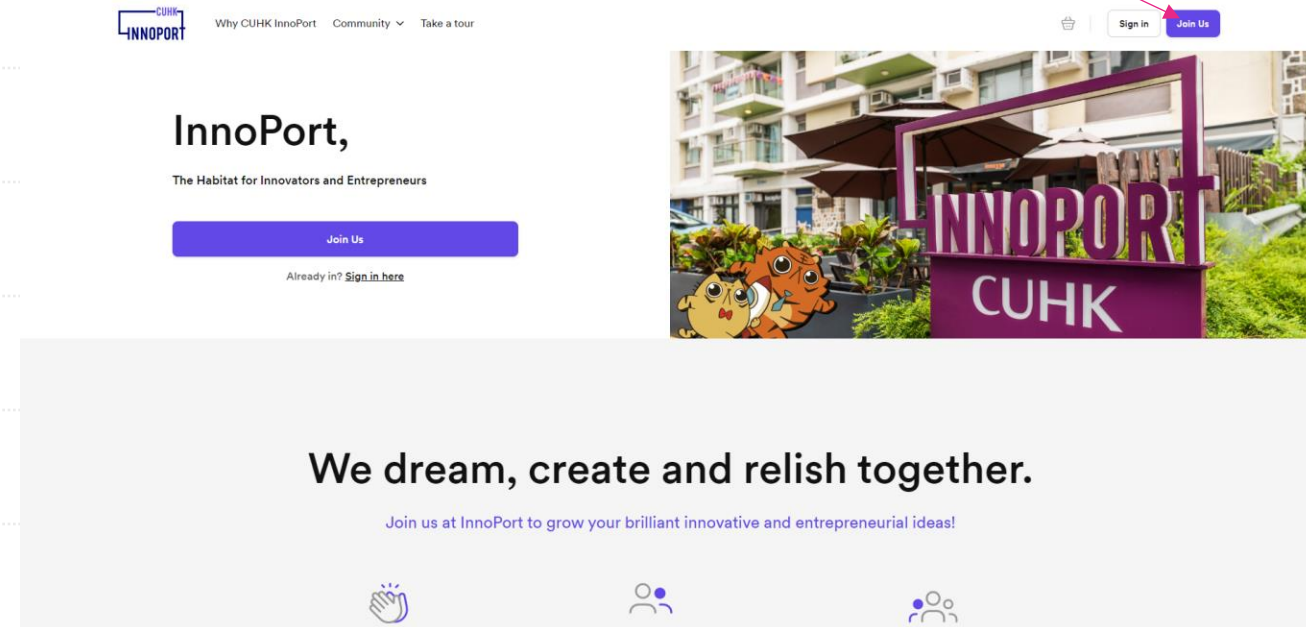 CUHK
INNOPORT
Why CUHK InnoPort
Community
Take a tour
Sign in
Join Us
InnoPort,
The Habitat for Innovators and Entrepreneurs
Join Us
Already in? Sign in here
INNOPORT
CUHK
We dream, create and relish together.
Join us at InnoPort to grow your brilliant innovative and entrepreneurial ideas!